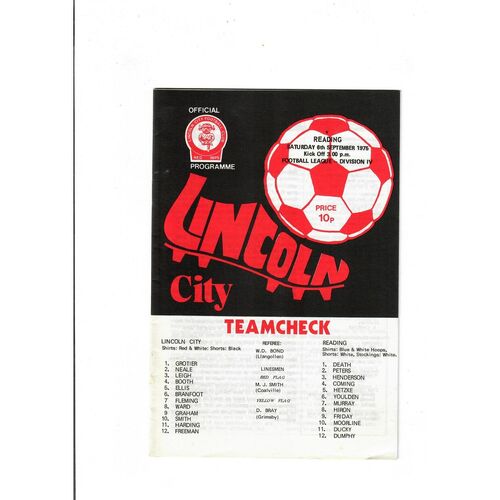 OFFICIAL
PROGRAMME
READING
SATURDAY 6th SEPTEMBER 1975
Kick Off 3.00 p.m.
FOOTBALL LEAGUE - DIVISION IV
PRICE
10p
LINCOLN
City
TEAMCHECK
LINCOLN CITY
Shirts: Red & White: Shorts: Black
1. GROTIER
2. NEALE
3. LEIGH
4. BOOTH
5. ELLIS
6. BRANFOOT
7. FLEMING
8. WARD
9. GRAHAM
10. SMITH
11. HARDING
12. FREEMAN
REFEREE:
W.D. BOND
(Llangollen)
LINESMEN
RED FLAG
M. J. SMITH
(Coalville)
YELLOW FLAG
D. BRAY
(Grimsby)
READING
Shirts: Blue & White Hoops,
Shorts: White, Stockings: White.
1. DEATH
2. PETERS
3. HENDERSON
4. COMING
5. HETZKE
6. YOULDEN
7. MURRAY
8. HIRON
9. FRIDAY
10. MOORLINE
11. DUCKY
12. DUMPHY